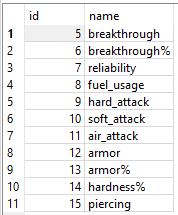 id name
1 5 breakthrough
2 6 breakthrough%
3 7 reliability
4 8 fuel_usage
5 9 hard_attack
6 10 soft_attack
7 11 air_attack
8 12 armor
9 13 armor%
10 14 hardness%
11 15 piercing